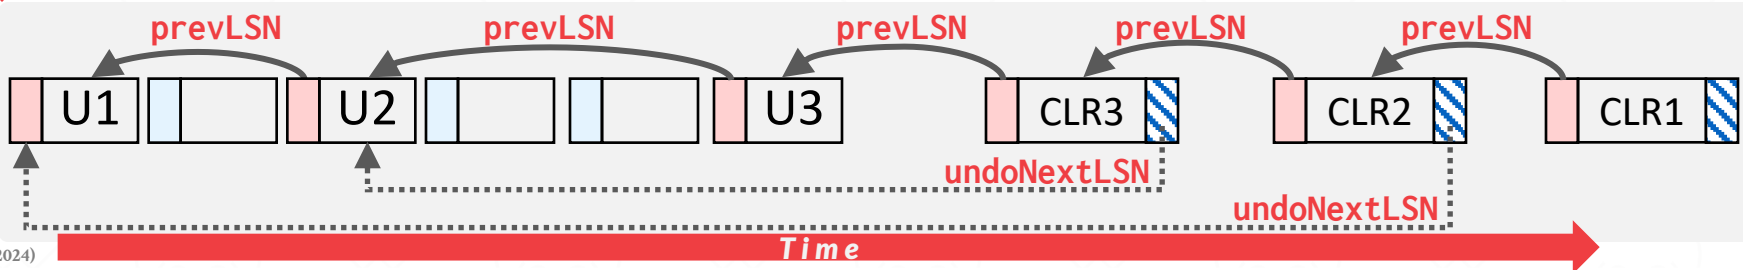 prevLSN prevLSN prevLSN prevLSN prevLSN
U1 U2 U3 CLR3 CLR2 CLR1
undoNextLSN
undoNextLSN
Time
2024)